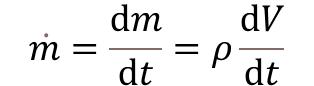 ṁ = dm/dt = ρ dV/dt